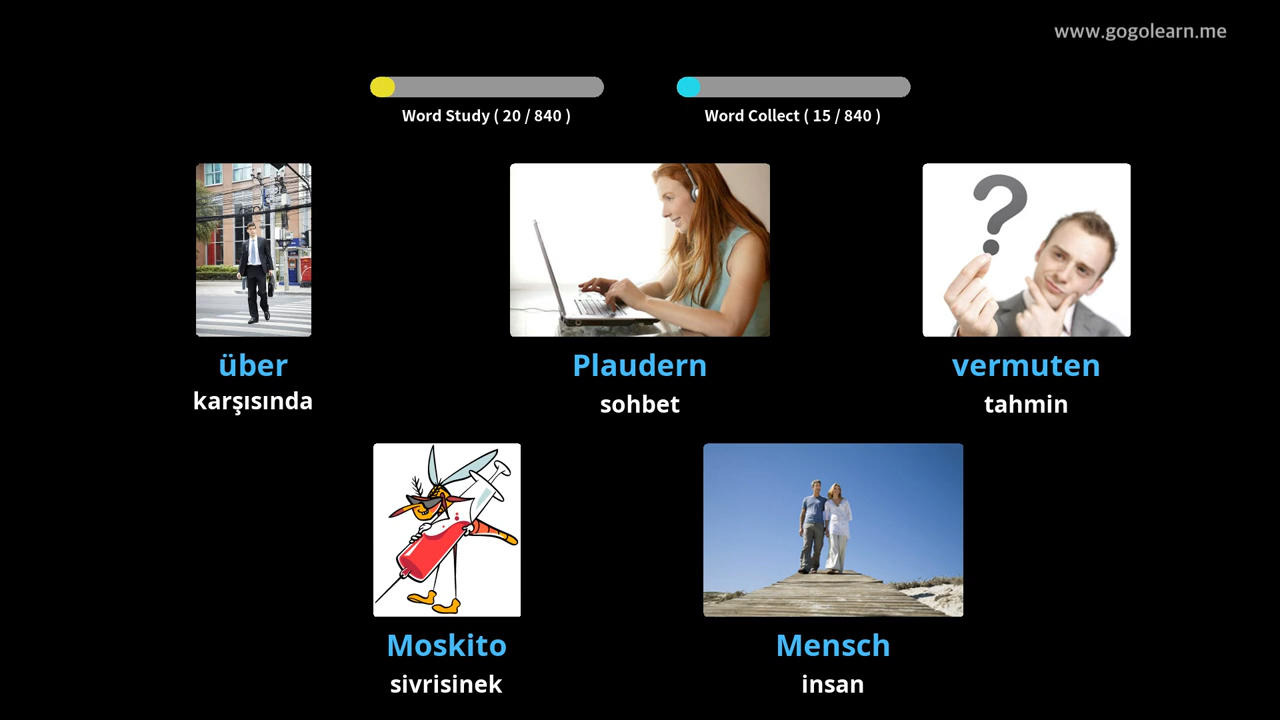 www.gogolearn.me
Word Study ( 20 / 840 )
Word Collect ( 15 / 840 )
über
karşısında
Plaudern
sohbet
vermuten
tahmin
Moskito
sivrisinek
Mensch
insan